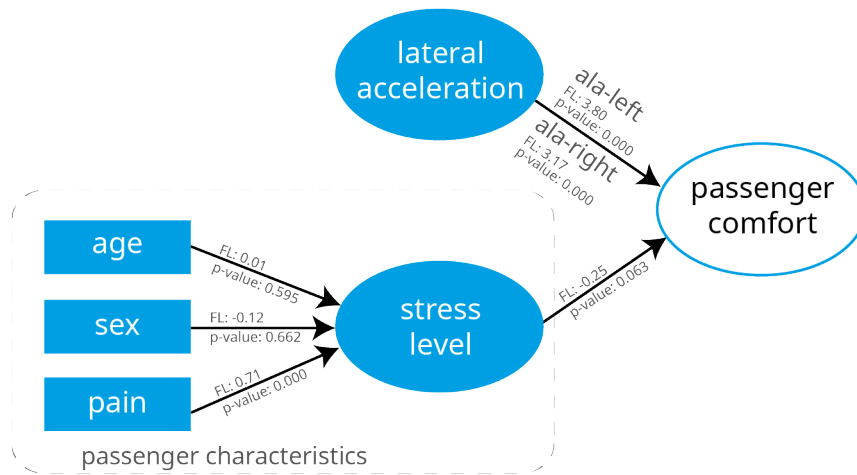 lateral
acceleration
ala-left
FL: 3.80
p-value: 0.000
ala-right
FL: 3.17
p-value: 0.000
passenger
comfort
age
FL: 0.01
p-value: 0.595
sex
FL: -0.12
p-value: 0.662
pain
FL: 0.71
p-value: 0.000
stress
level
FL: -0.25
p-value: 0.063
passenger characteristics